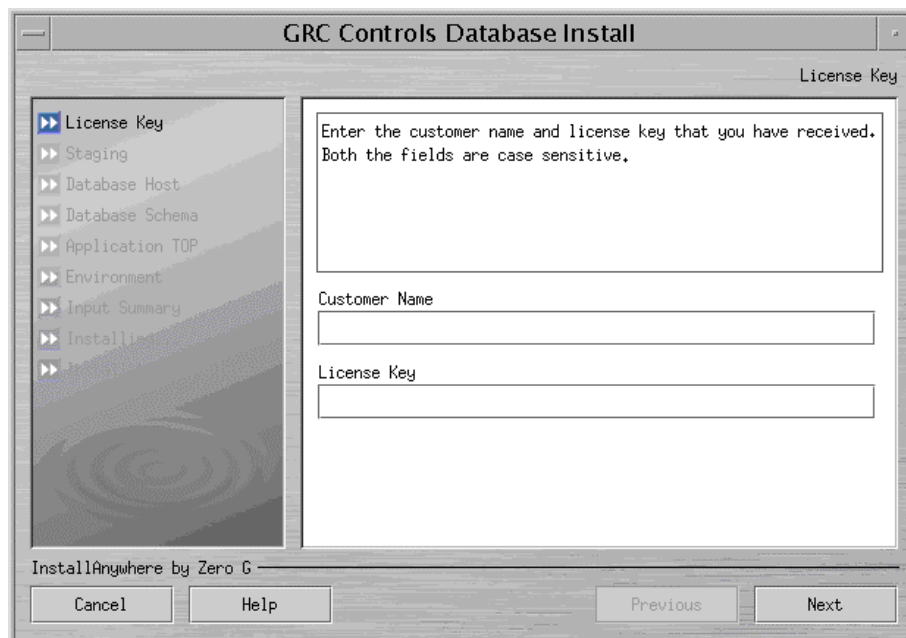 GRC Controls Database Install
License Key
License Key
Staging
Database Host
Database Schema
Application TOP
Environment
Input Summary
Enter the customer name and license key that you have received.
Both the fields are case sensitive.
Customer Name
License Key
InstallAnywhere by Zero G
Cancel
Help
Previous
Next